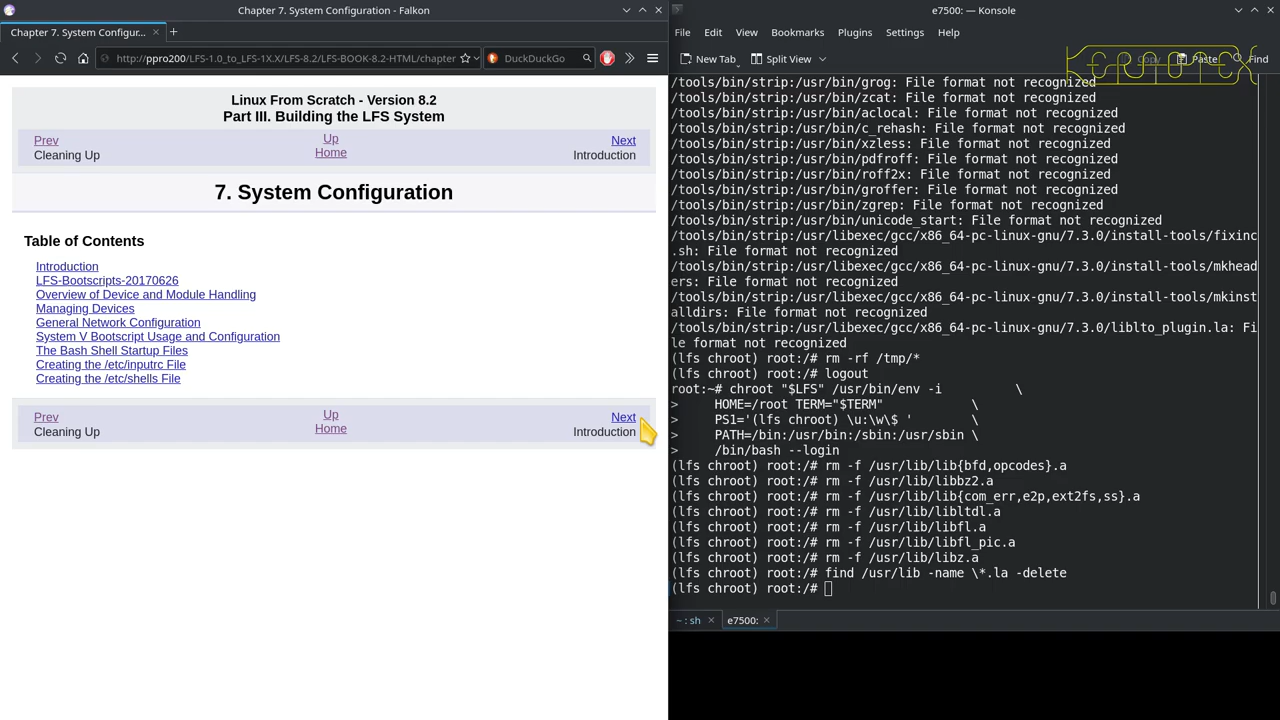 Chapter 7. System Configuration - Falkon
Chapter 7. System Configur...
http://ppro200/LFS-1.0_to_LFS-1X.X/LFS-8.2/LFS-BOOK-8.2-HTML/chapter
DuckDuckGo
Linux From Scratch - Version 8.2
Part III. Building the LFS System
Prev Up Next
Cleaning Up Home Introduction
7. System Configuration
Table of Contents
Introduction
LFS-Bootscripts-20170626
Overview of Device and Module Handling
Managing Devices
General Network Configuration
System V Bootscript Usage and Configuration
The Bash Shell Startup Files
Creating the /etc/inputrc File
Creating the /etc/shells File
Prev Up Next
Cleaning Up Home Introduction
e7500: — Konsole
File Edit View Bookmarks Plugins Settings Help
New Tab Split View Copy Paste Find
/tools/bin/strip:/usr/bin/grog: File format not recognized
/tools/bin/strip:/usr/bin/zcat: File format not recognized
/tools/bin/strip:/usr/bin/aclocal: File format not recognized
/tools/bin/strip:/usr/bin/c_rehash: File format not recognized
/tools/bin/strip:/usr/bin/xzless: File format not recognized
/tools/bin/strip:/usr/bin/pdfroff: File format not recognized
/tools/bin/strip:/usr/bin/roff2x: File format not recognized
/tools/bin/strip:/usr/bin/groffer: File format not recognized
/tools/bin/strip:/usr/bin/zgrep: File format not recognized
/tools/bin/strip:/usr/bin/unicode_start: File format not recognized
/tools/bin/strip:/usr/libexec/gcc/x86_64-pc-linux-gnu/7.3.0/install-tools/fixinc
.sh: File format not recognized
/tools/bin/strip:/usr/libexec/gcc/x86_64-pc-linux-gnu/7.3.0/install-tools/mkhead
ers: File format not recognized
/tools/bin/strip:/usr/libexec/gcc/x86_64-pc-linux-gnu/7.3.0/install-tools/mkinst
alldirs: File format not recognized
/tools/bin/strip:/usr/libexec/gcc/x86_64-pc-linux-gnu/7.3.0/liblto_plugin.la: Fi
le format not recognized
(lfs chroot) root:/# rm -rf /tmp/*
(lfs chroot) root:/# logout
root:~# chroot "$LFS" /usr/bin/env -i \
> HOME=/root TERM="$TERM" \
> PS1='(lfs chroot) \u:\w\$ ' \
> PATH=/bin:/usr/bin:/sbin:/usr/sbin \
> /bin/bash --login
(lfs chroot) root:/# rm -f /usr/lib/lib{bfd,opcodes}.a
(lfs chroot) root:/# rm -f /usr/lib/libbz2.a
(lfs chroot) root:/# rm -f /usr/lib/lib{com_err,e2p,ext2fs,ss}.a
(lfs chroot) root:/# rm -f /usr/lib/libltdl.a
(lfs chroot) root:/# rm -f /usr/lib/libfl.a
(lfs chroot) root:/# rm -f /usr/lib/libfl_pic.a
(lfs chroot) root:/# rm -f /usr/lib/libz.a
(lfs chroot) root:/# find /usr/lib -name \*.la -delete
(lfs chroot) root:/#
~ : sh
e7500: